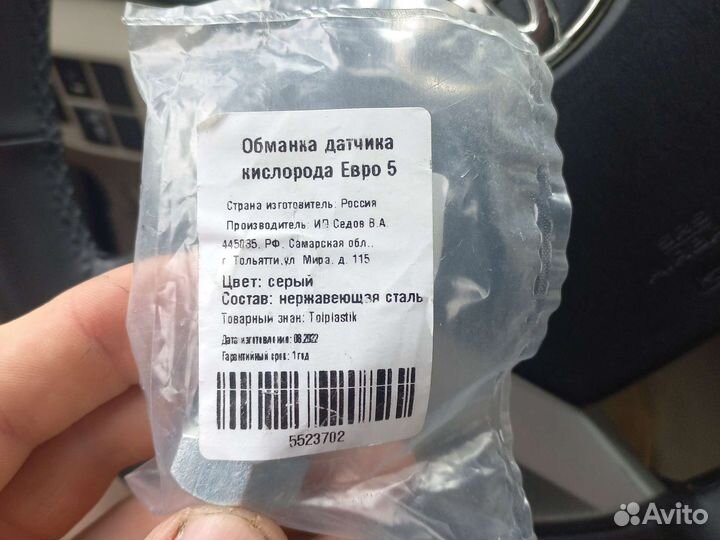 Обманка датчика
кислорода Евро 5
Страна изготовитель: Россия
Производитель: ИП Седов В.А.
445035, РФ, Самарская обл.,
г. Тольятти,ул. Мира, д. 115
Цвет: серый
Состав: нержавеющая сталь
Товарный знак: Tolplastik
Дата изготовления: 08.2022
Гарантийный срок: 1 год
5523702
Avito